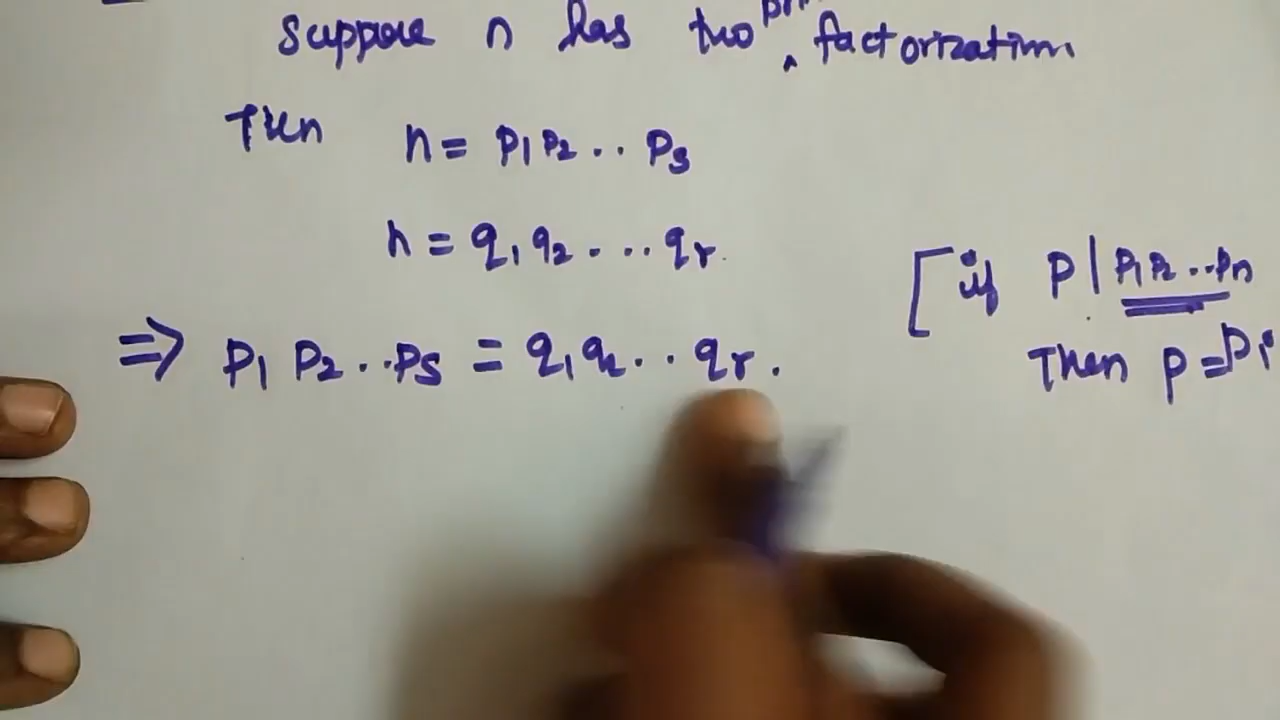 Suppose n has two factorization
Then n = p₁ p₂ .. pₛ
n = q₁ q₂ ... qᵣ.
[ if p | p₁ p₂ .. pₙ
⇒ p₁ p₂ .. pₛ = q₁ q₂ .. qᵣ .
Then p = pᵢ